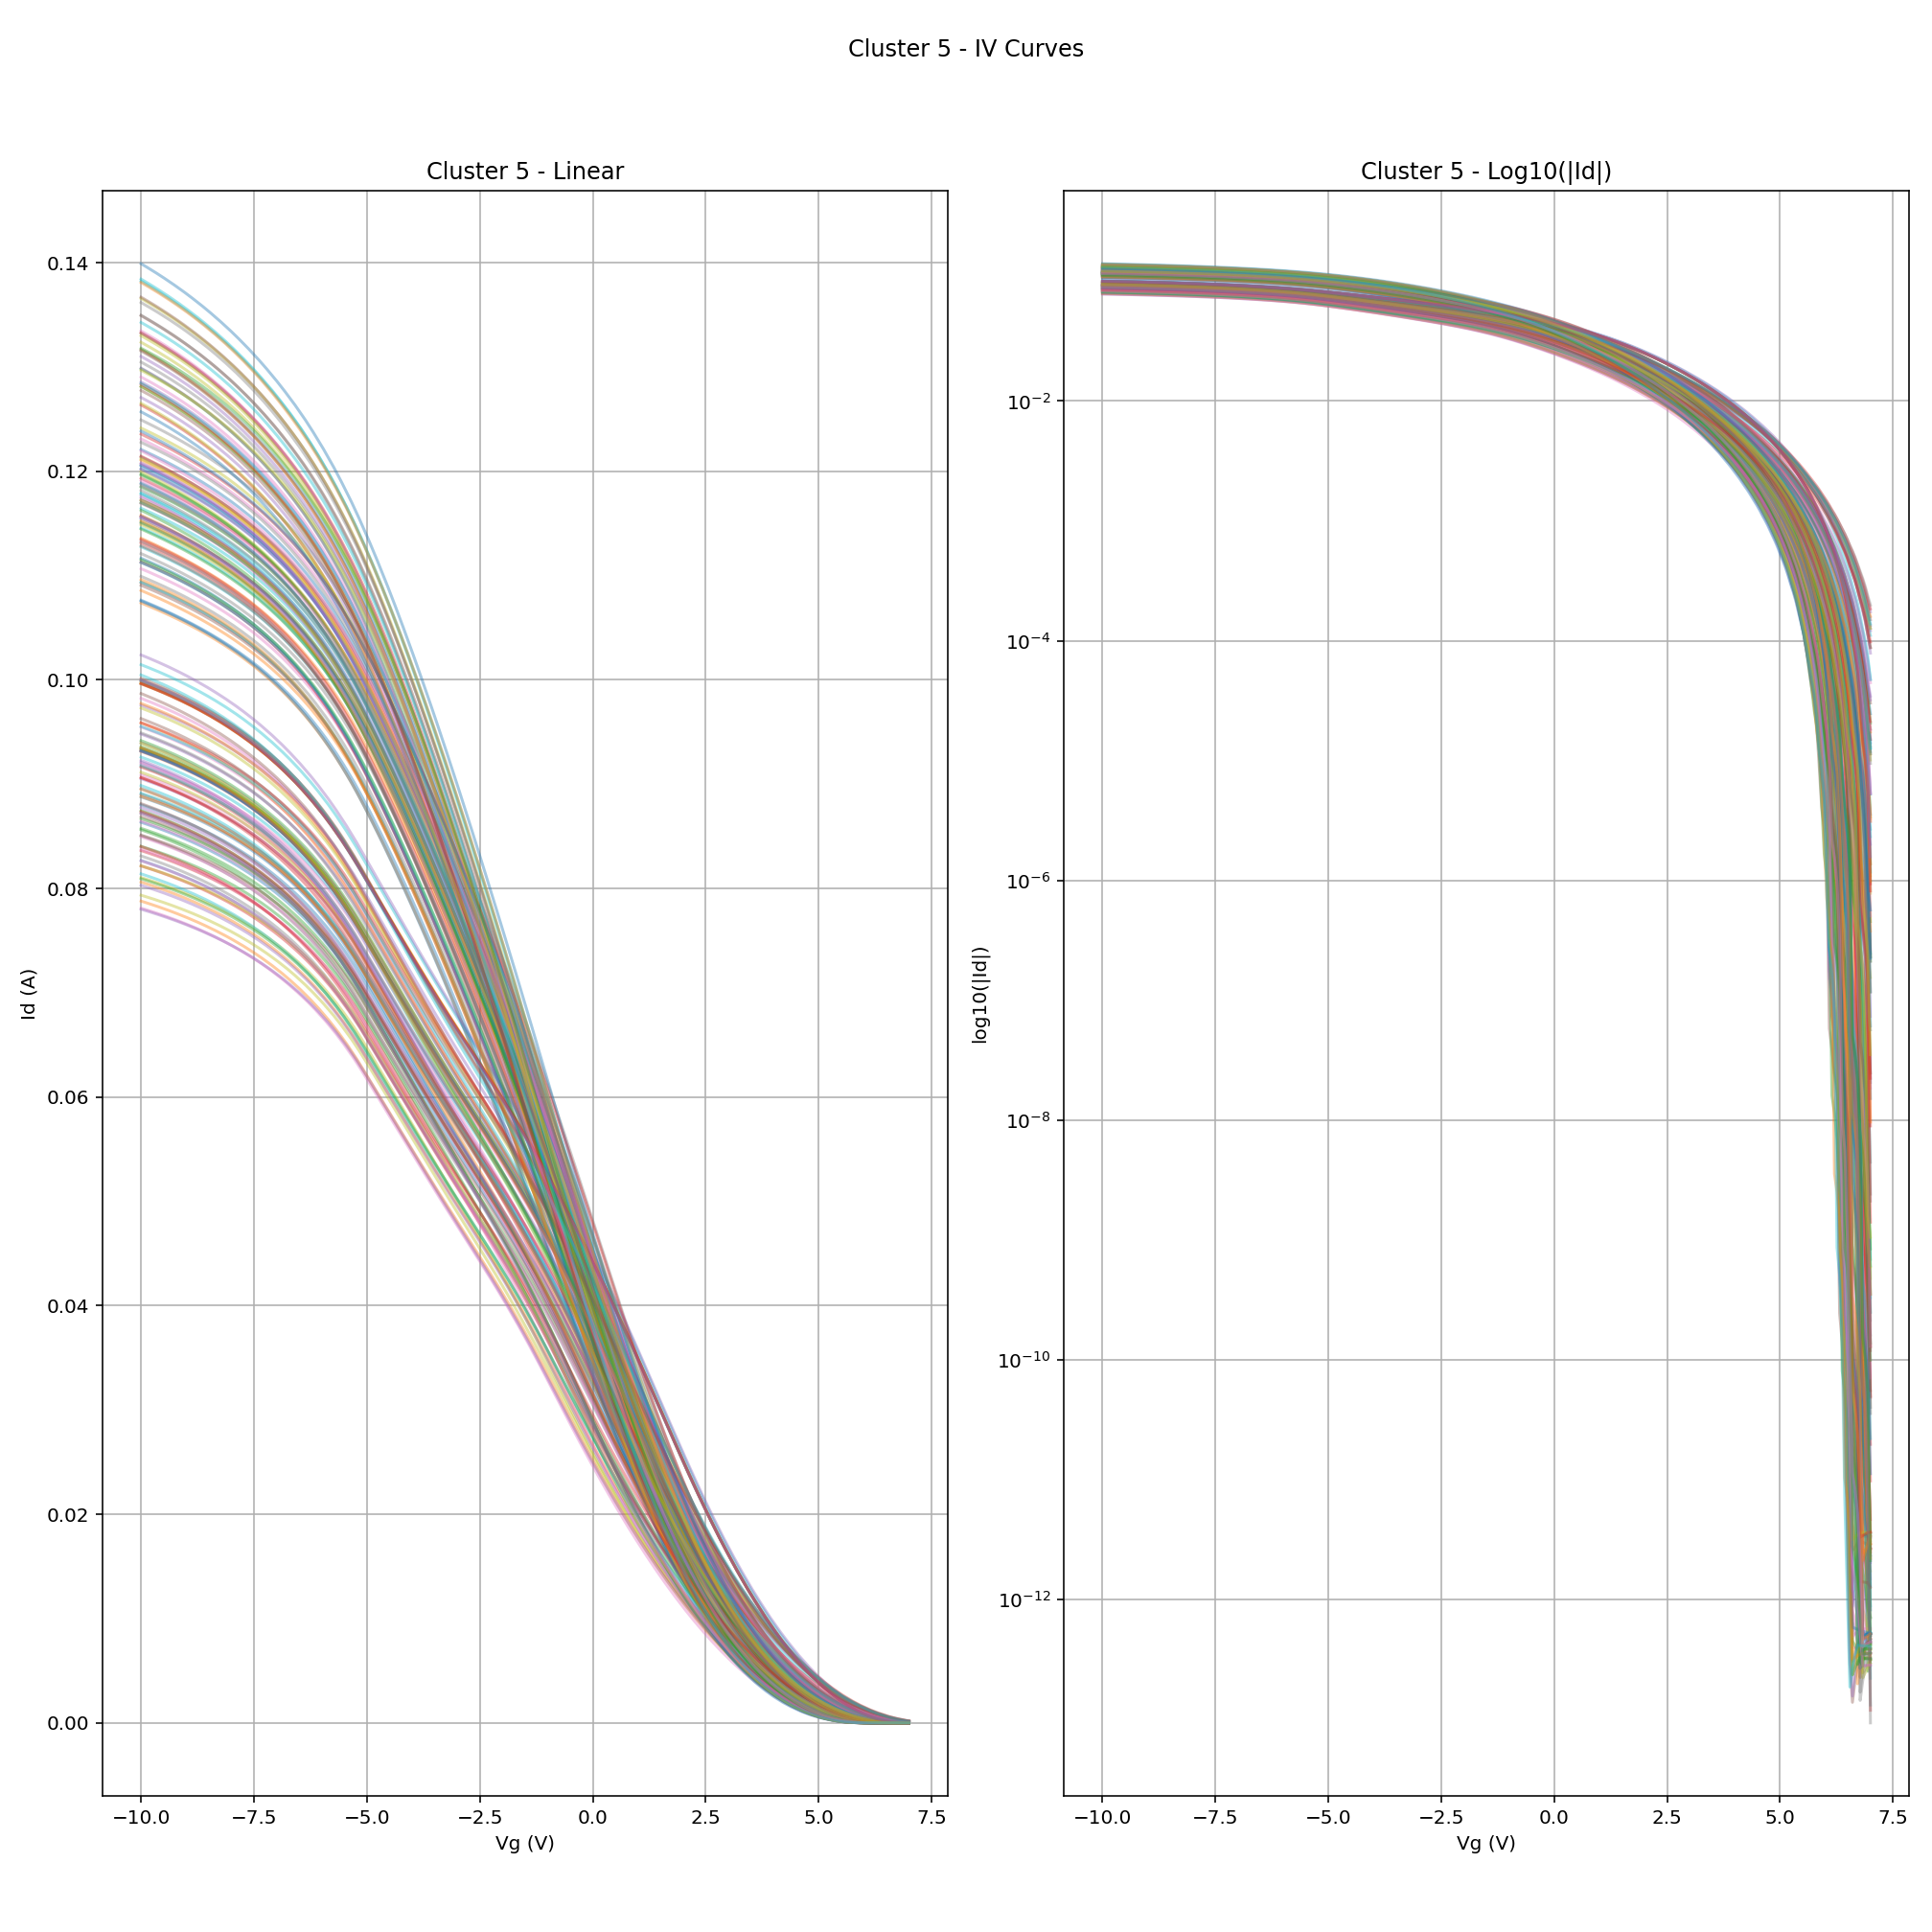 Cluster 5 - IV Curves
Cluster 5 - Linear
Id (A)
0.14
0.12
0.10
0.08
0.06
0.04
0.02
0.00
−10.0 −7.5 −5.0 −2.5 0.0 2.5 5.0 7.5
Vg (V)
Cluster 5 - Log10(|Id|)
log10(|Id|)
10⁻²
10⁻⁴
10⁻⁶
10⁻⁸
10⁻¹⁰
10⁻¹²
−10.0 −7.5 −5.0 −2.5 0.0 2.5 5.0 7.5
Vg (V)